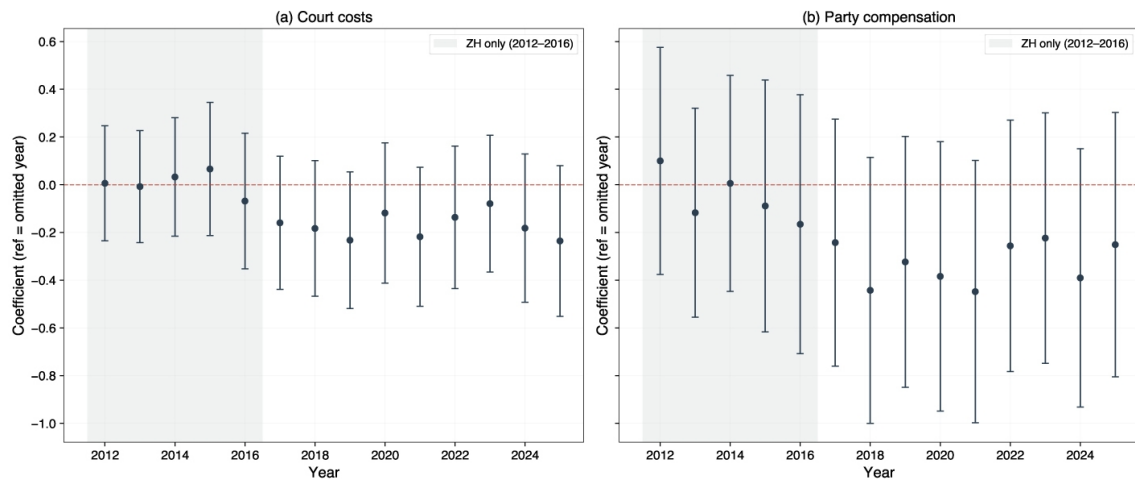 (a) Court costs
ZH only (2012–2016)
Coefficient (ref = omitted year)
0.6
0.4
0.2
0.0
−0.2
−0.4
−0.6
−0.8
−1.0
2012 2014 2016 2018 2020 2022 2024
Year
(b) Party compensation
ZH only (2012–2016)
Coefficient (ref = omitted year)
2012 2014 2016 2018 2020 2022 2024
Year